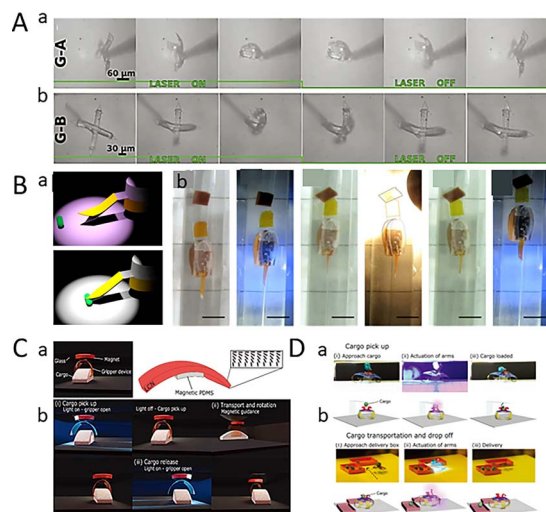 A
a
G-A
60 µm
LASER ON
LASER OFF
b
G-B
30 µm
LASER ON
LASER OFF
B
a
b
C
a
Glass
Magnet
Cargo
Gripper device
LCN
Magnetic PDMS
b
(i) Cargo pick up
Light on - gripper open
Light off - Cargo pick up
(ii) Transport and rotation
Magnetic guidance
(iii) Cargo release
Light on - gripper open
D
a
Cargo pick up
(i) Approach cargo
(ii) Actuation of arms
(iii) Cargo loaded
Cargo
b
Cargo transportation and drop off
(i) Approach delivery box
(ii) Actuation of arms
(iii) Delivery
Cargo